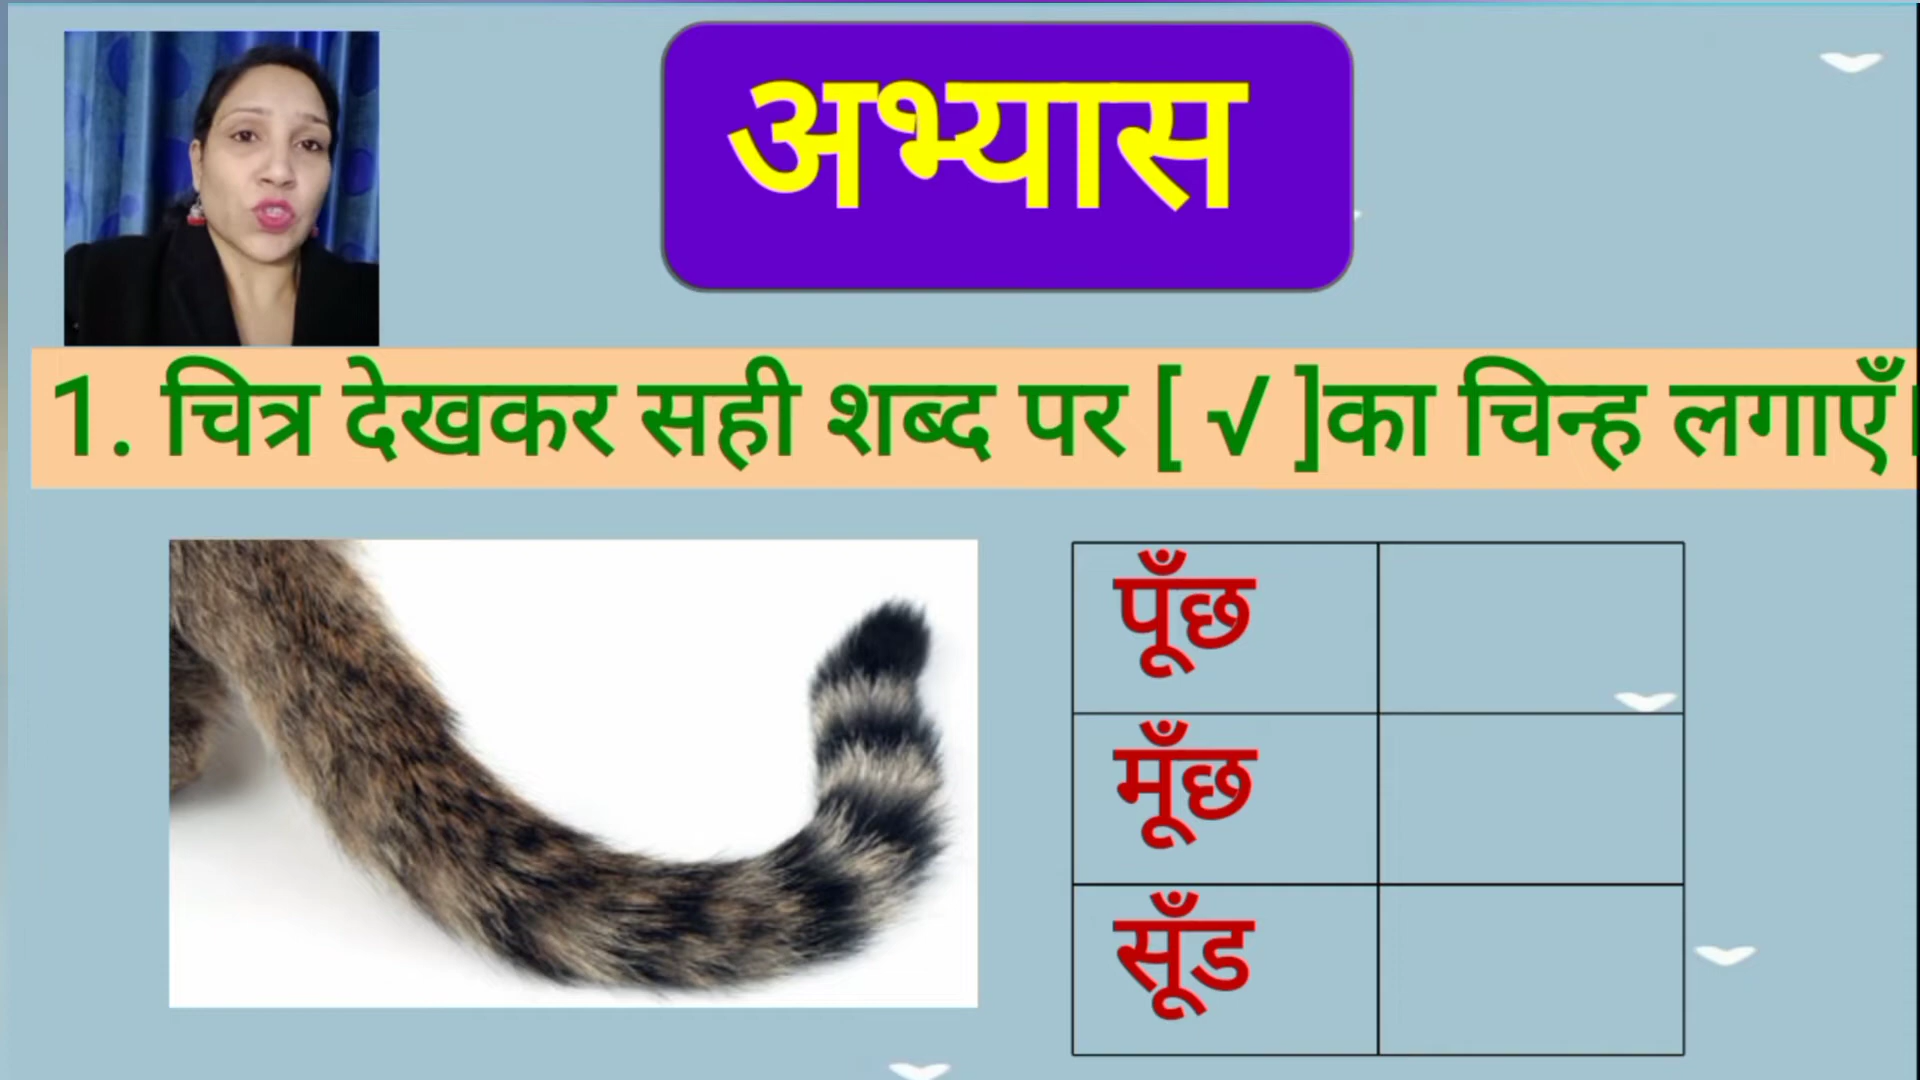 अभ्यास
1. चित्र देखकर सही शब्द पर [ √ ]का चिन्ह लगाएँ।
पूँछ
मूँछ
सूँड